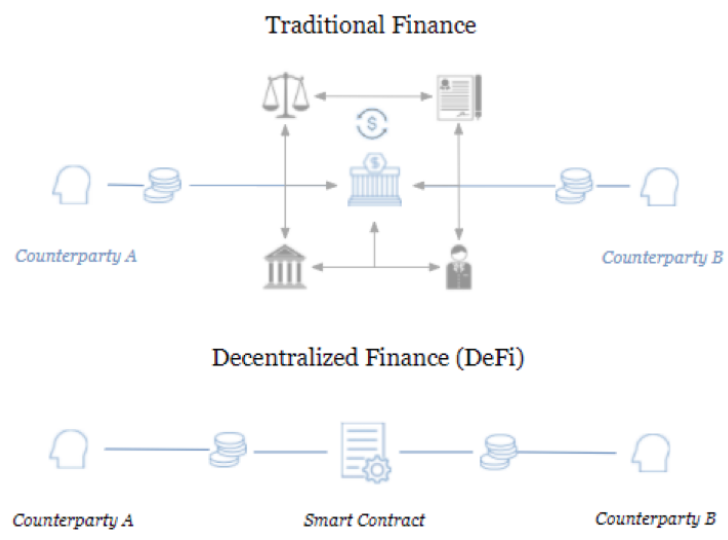 Traditional Finance
$
$
Counterparty A
Counterparty B
Decentralized Finance (DeFi)
Counterparty A
Smart Contract
Counterparty B